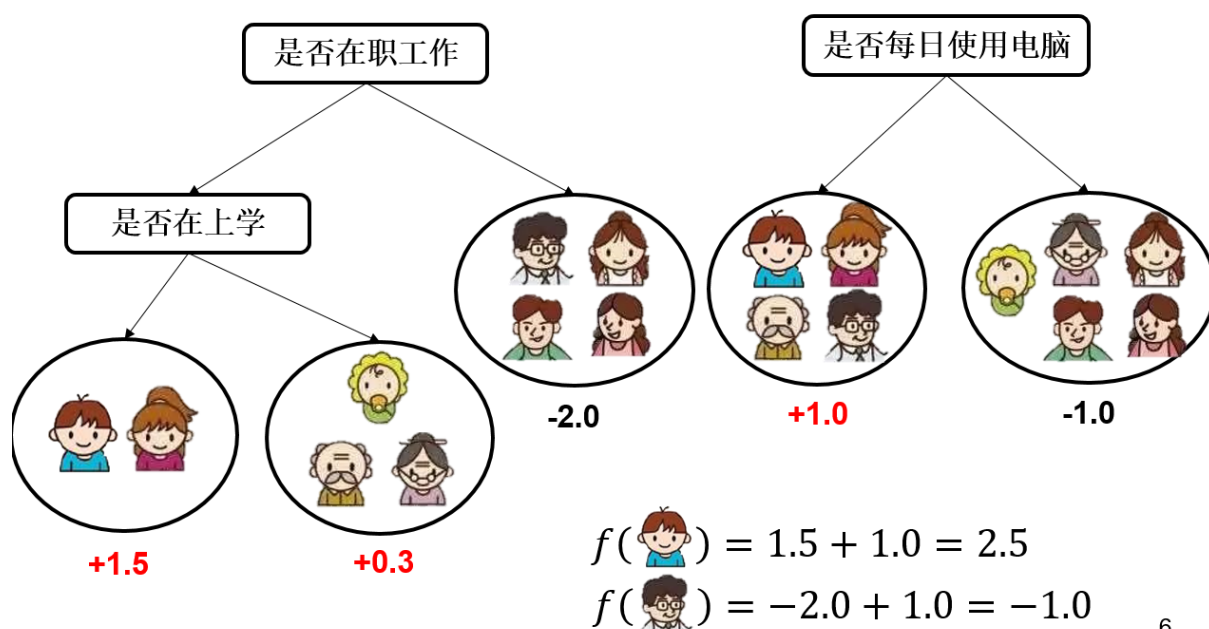 是否在职工作
是否每日使用电脑
是否在上学
-2.0
+1.0
-1.0
+1.5
+0.3
f( ) = 1.5 + 1.0 = 2.5
f( ) = −2.0 + 1.0 = −1.0
6